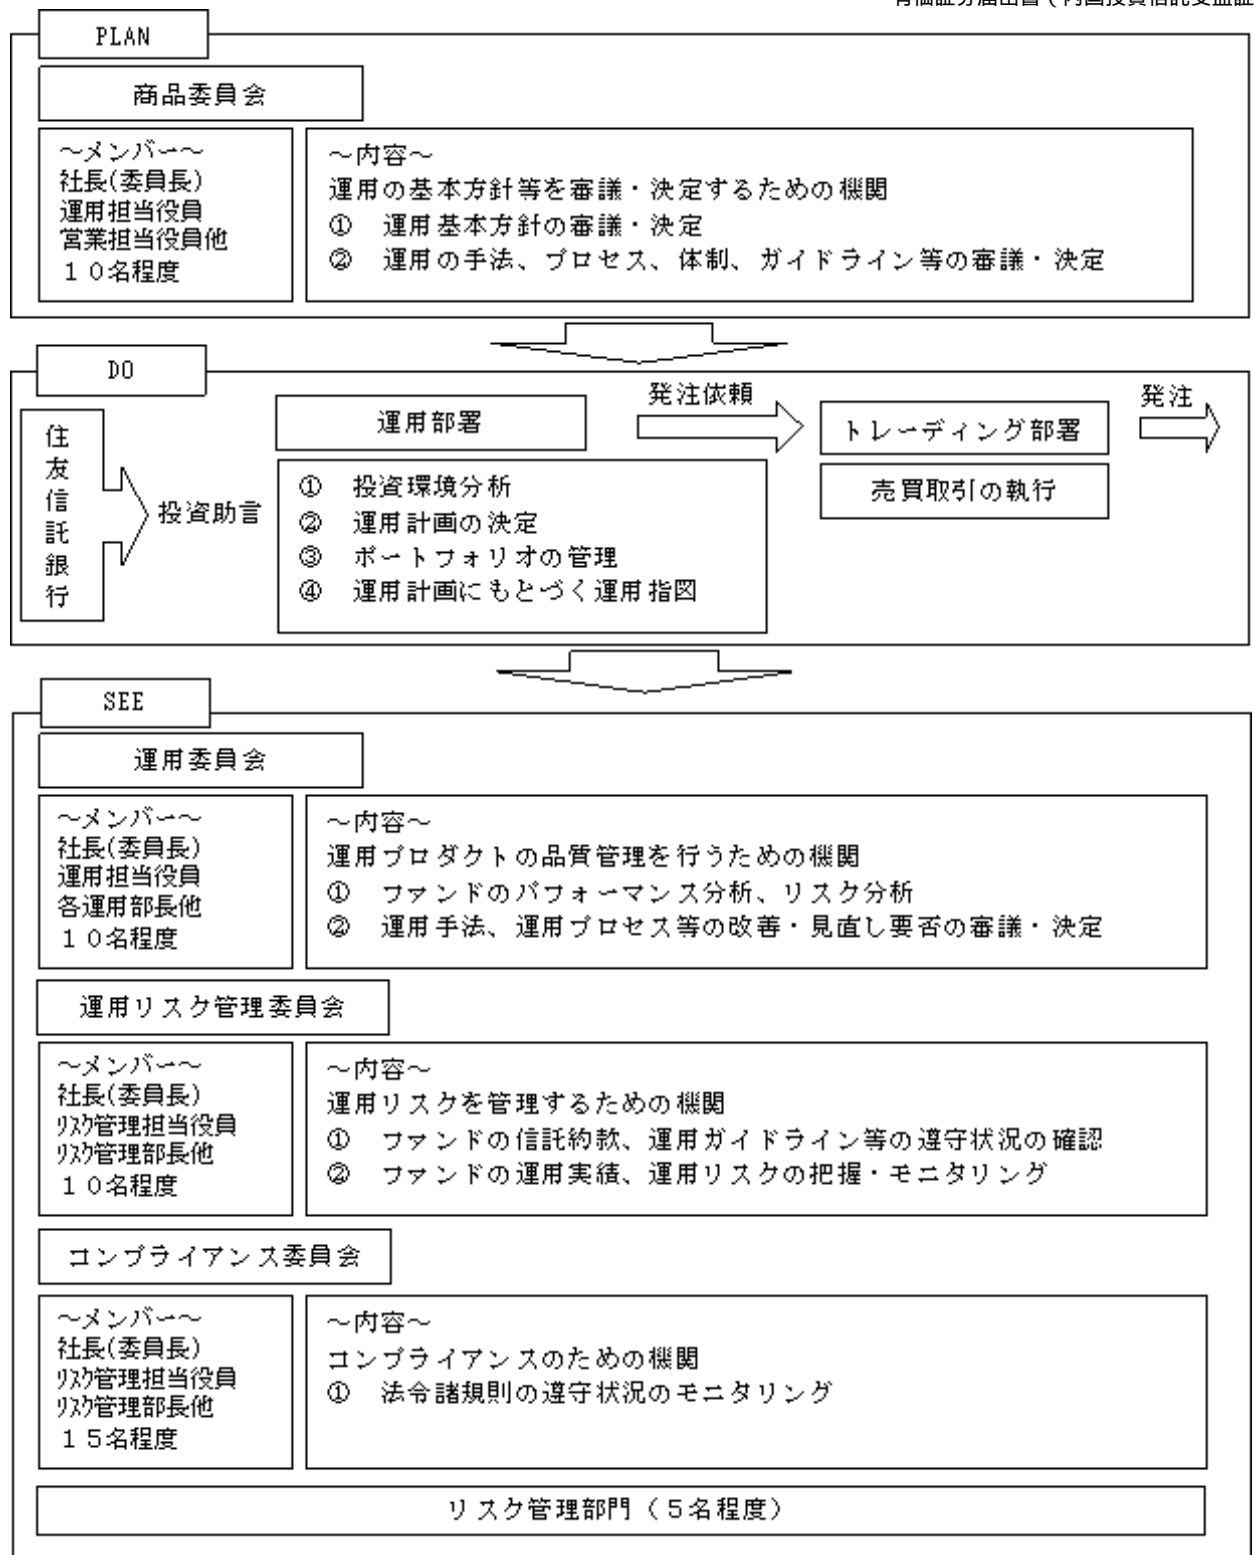 PLAN
商品委員会
～メンバー～
社長(委員長)
運用担当役員
営業担当役員他
１０名程度
～内容～
運用の基本方針等を審議・決定するための機関
① 運用基本方針の審議・決定
② 運用の手法、プロセス、体制、ガイドライン等の審議・決定
DO
住友信託銀行
投資助言
運用部署
① 投資環境分析
② 運用計画の決定
③ ポートフォリオの管理
④ 運用計画にもとづく運用指図
発注依頼
トレーディング部署
売買取引の執行
発注
SEE
運用委員会
～メンバー～
社長(委員長)
運用担当役員
各運用部長他
１０名程度
～内容～
運用プロダクトの品質管理を行うための機関
① ファンドのパフォーマンス分析、リスク分析
② 運用手法、運用プロセス等の改善・見直し要否の審議・決定
運用リスク管理委員会
～メンバー～
社長(委員長)
ﾘｽｸ管理担当役員
ﾘｽｸ管理部長他
１０名程度
～内容～
運用リスクを管理するための機関
① ファンドの信託約款、運用ガイドライン等の遵守状況の確認
② ファンドの運用実績、運用リスクの把握・モニタリング
コンプライアンス委員会
～メンバー～
社長(委員長)
ﾘｽｸ管理担当役員
ﾘｽｸ管理部長他
１５名程度
～内容～
コンプライアンスのための機関
① 法令諸規則の遵守状況のモニタリング
リスク管理部門（５名程度）